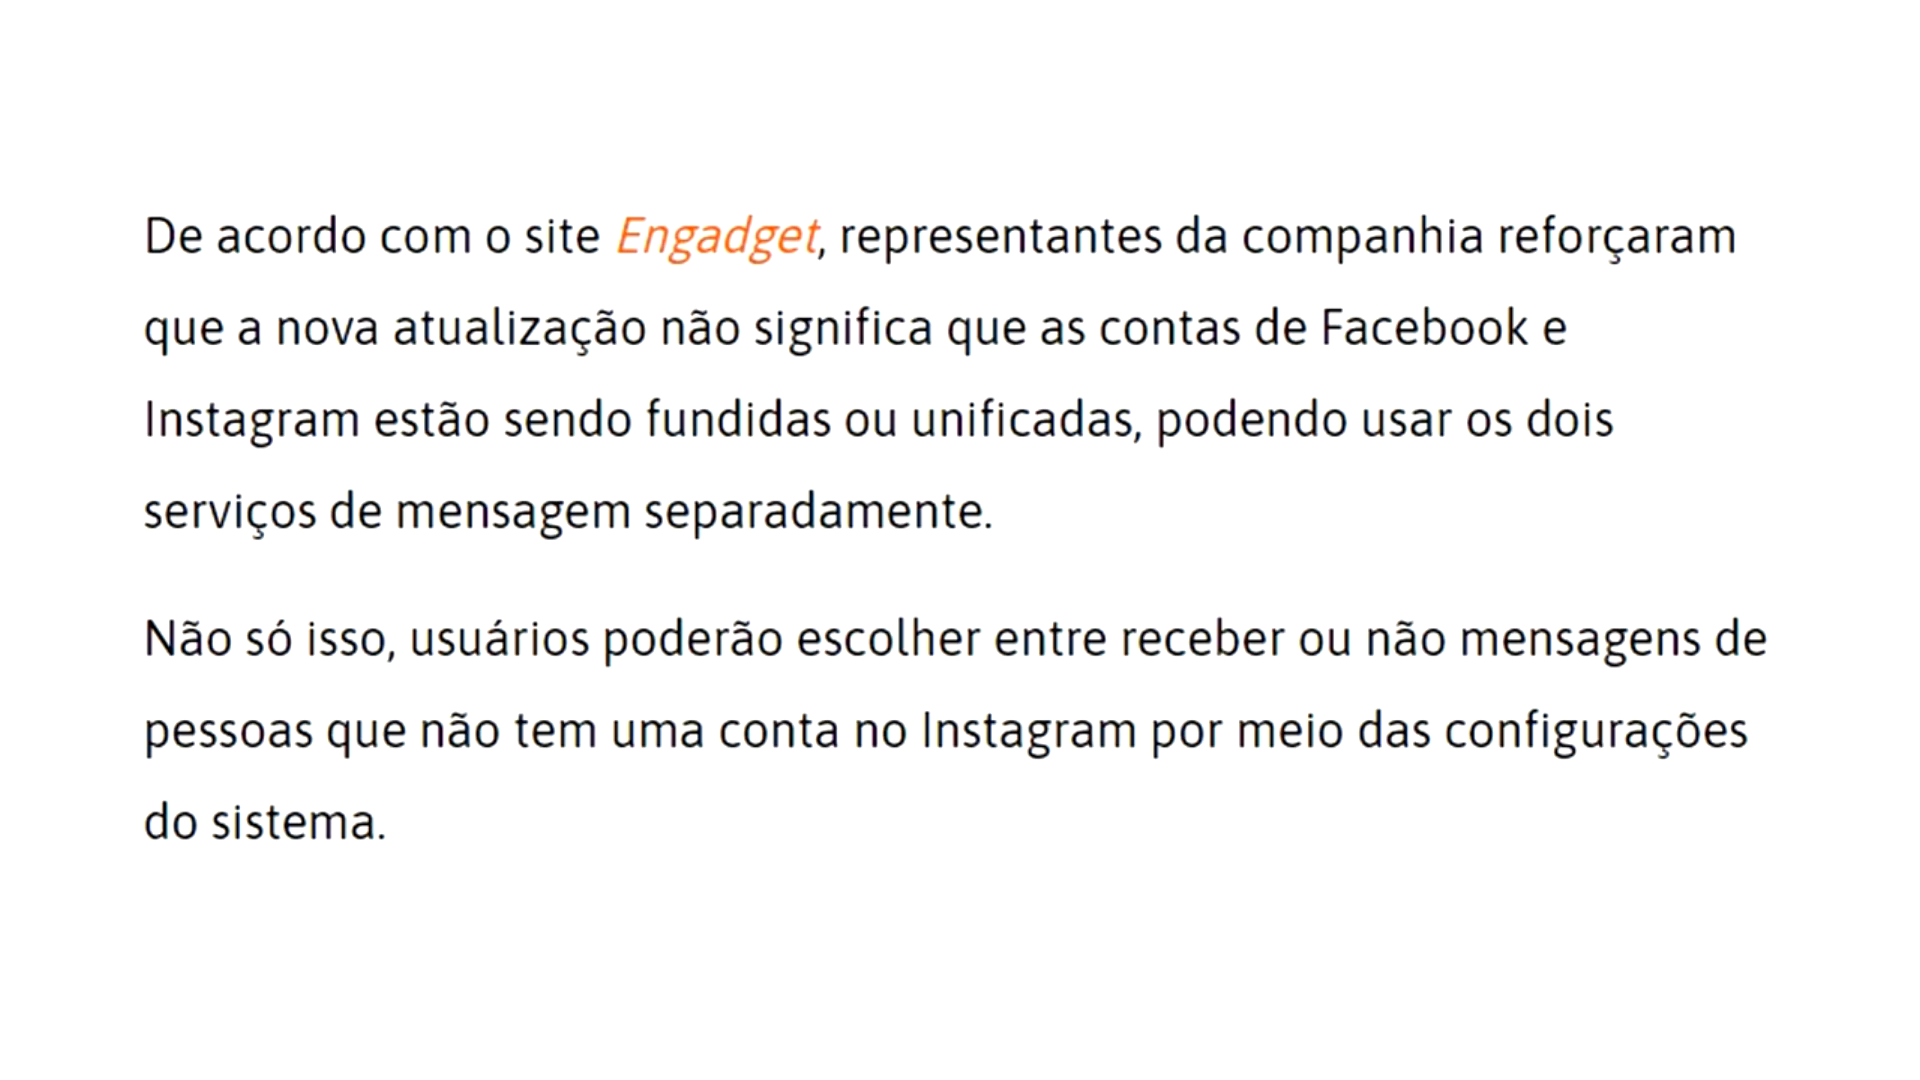 De acordo com o site Engadget, representantes da companhia reforçaram
que a nova atualização não significa que as contas de Facebook e
Instagram estão sendo fundidas ou unificadas, podendo usar os dois
serviços de mensagem separadamente.
Não só isso, usuários poderão escolher entre receber ou não mensagens de
pessoas que não tem uma conta no Instagram por meio das configurações
do sistema.